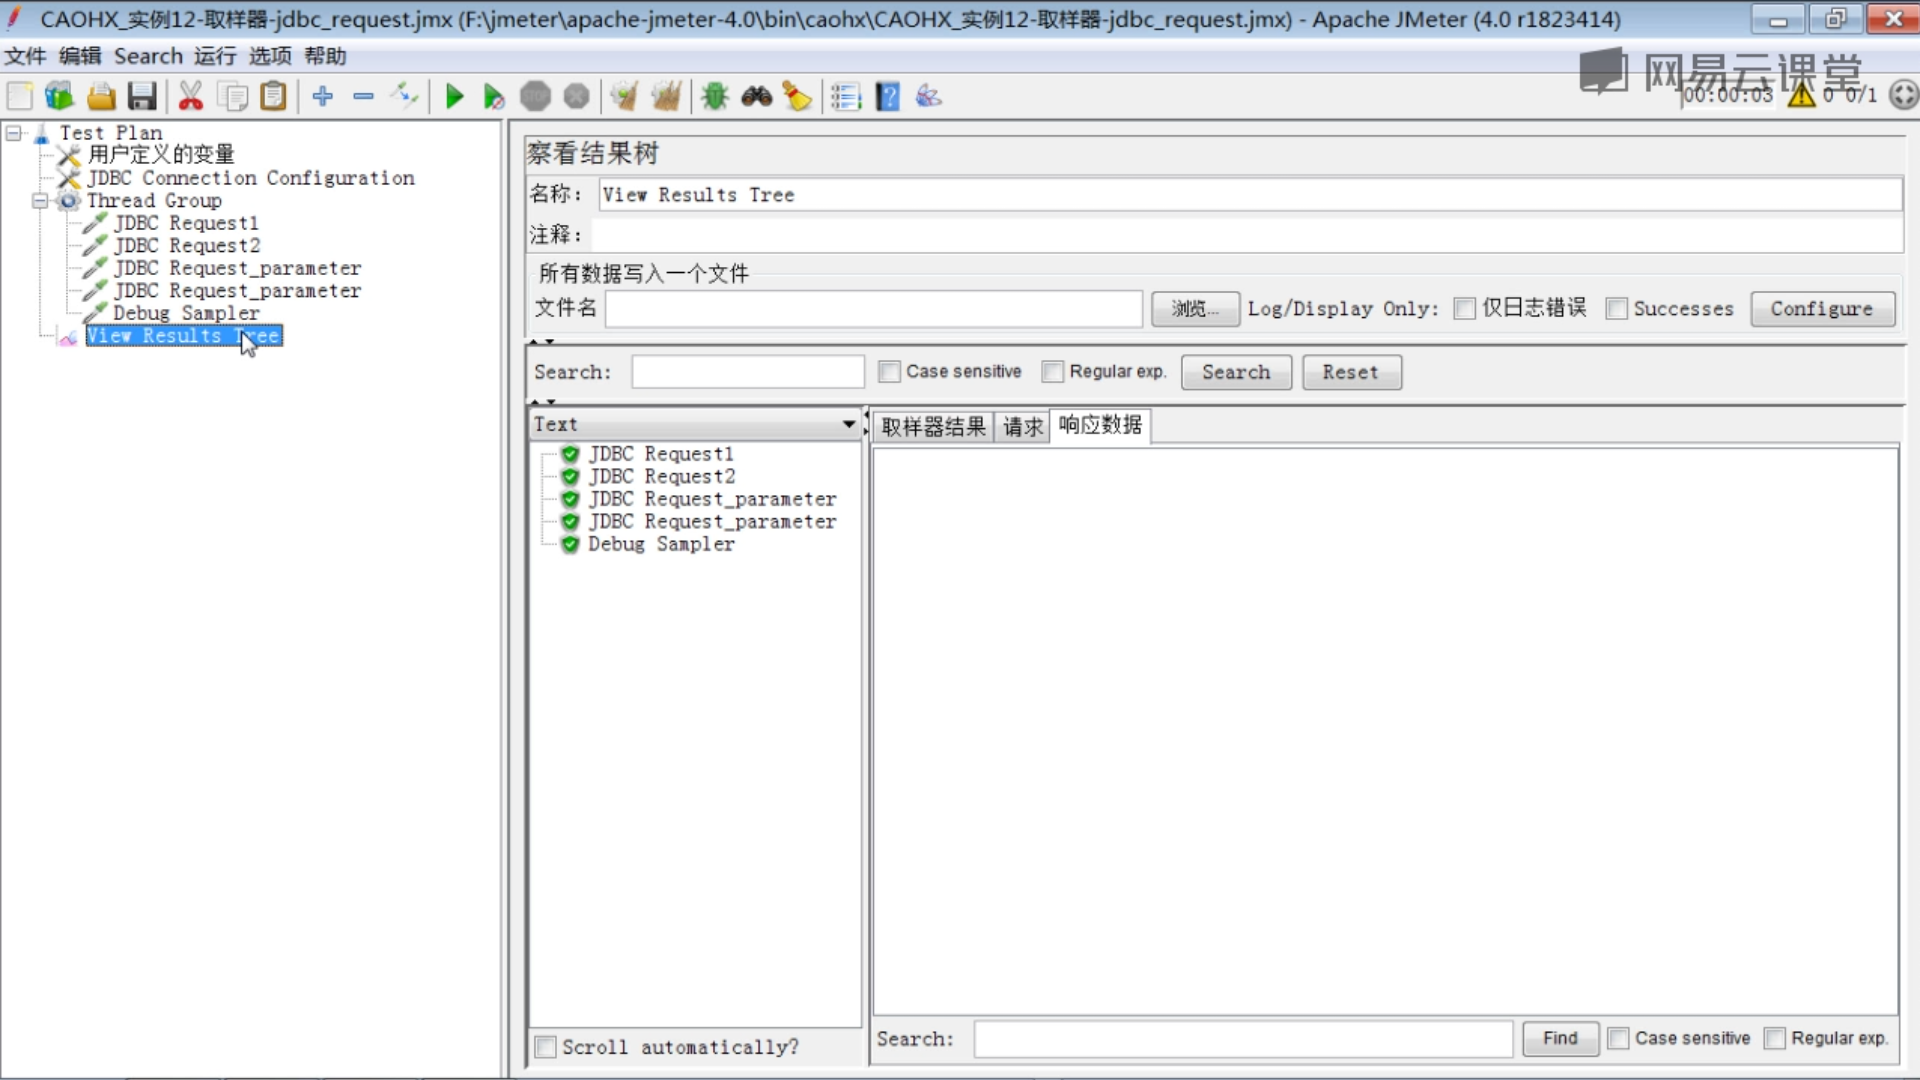 CAOHX_实例12-取样器-jdbc_request.jmx (F:\jmeter\apache-jmeter-4.0\bin\caohx\CAOHX_实例12-取样器-jdbc_request.jmx) - Apache JMeter (4.0 r1823414)
文件 编辑 Search 运行 选项 帮助
网易云课堂
00:00:03 0 0/1
Test Plan
用户定义的变量
JDBC Connection Configuration
Thread Group
JDBC Request1
JDBC Request2
JDBC Request_parameter
JDBC Request_parameter
Debug Sampler
View Results Tree
察看结果树
名称： View Results Tree
注释：
所有数据写入一个文件
文件名 浏览... Log/Display Only: 仅日志错误 Successes Configure
Search: Case sensitive Regular exp. Search Reset
Text
取样器结果 请求 响应数据
JDBC Request1
JDBC Request2
JDBC Request_parameter
JDBC Request_parameter
Debug Sampler
Scroll automatically?
Search: Find Case sensitive Regular exp.